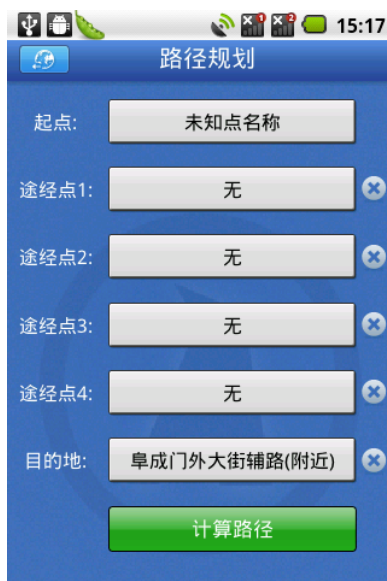 15:17
路径规划
起点: 未知点名称
途经点1: 无
途经点2: 无
途经点3: 无
途经点4: 无
目的地: 阜成门外大街辅路(附近)
计算路径